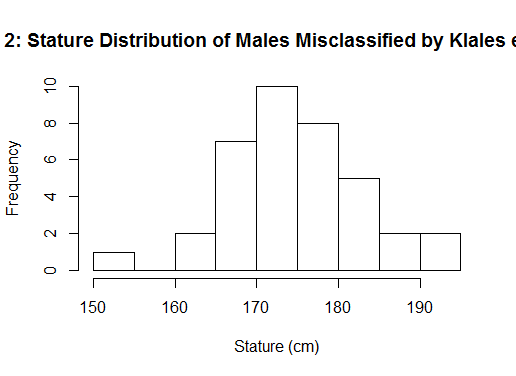 2: Stature Distribution of Males Misclassified by Klales
Frequency
10
8
6
4
2
0
150 160 170 180 190
Stature (cm)